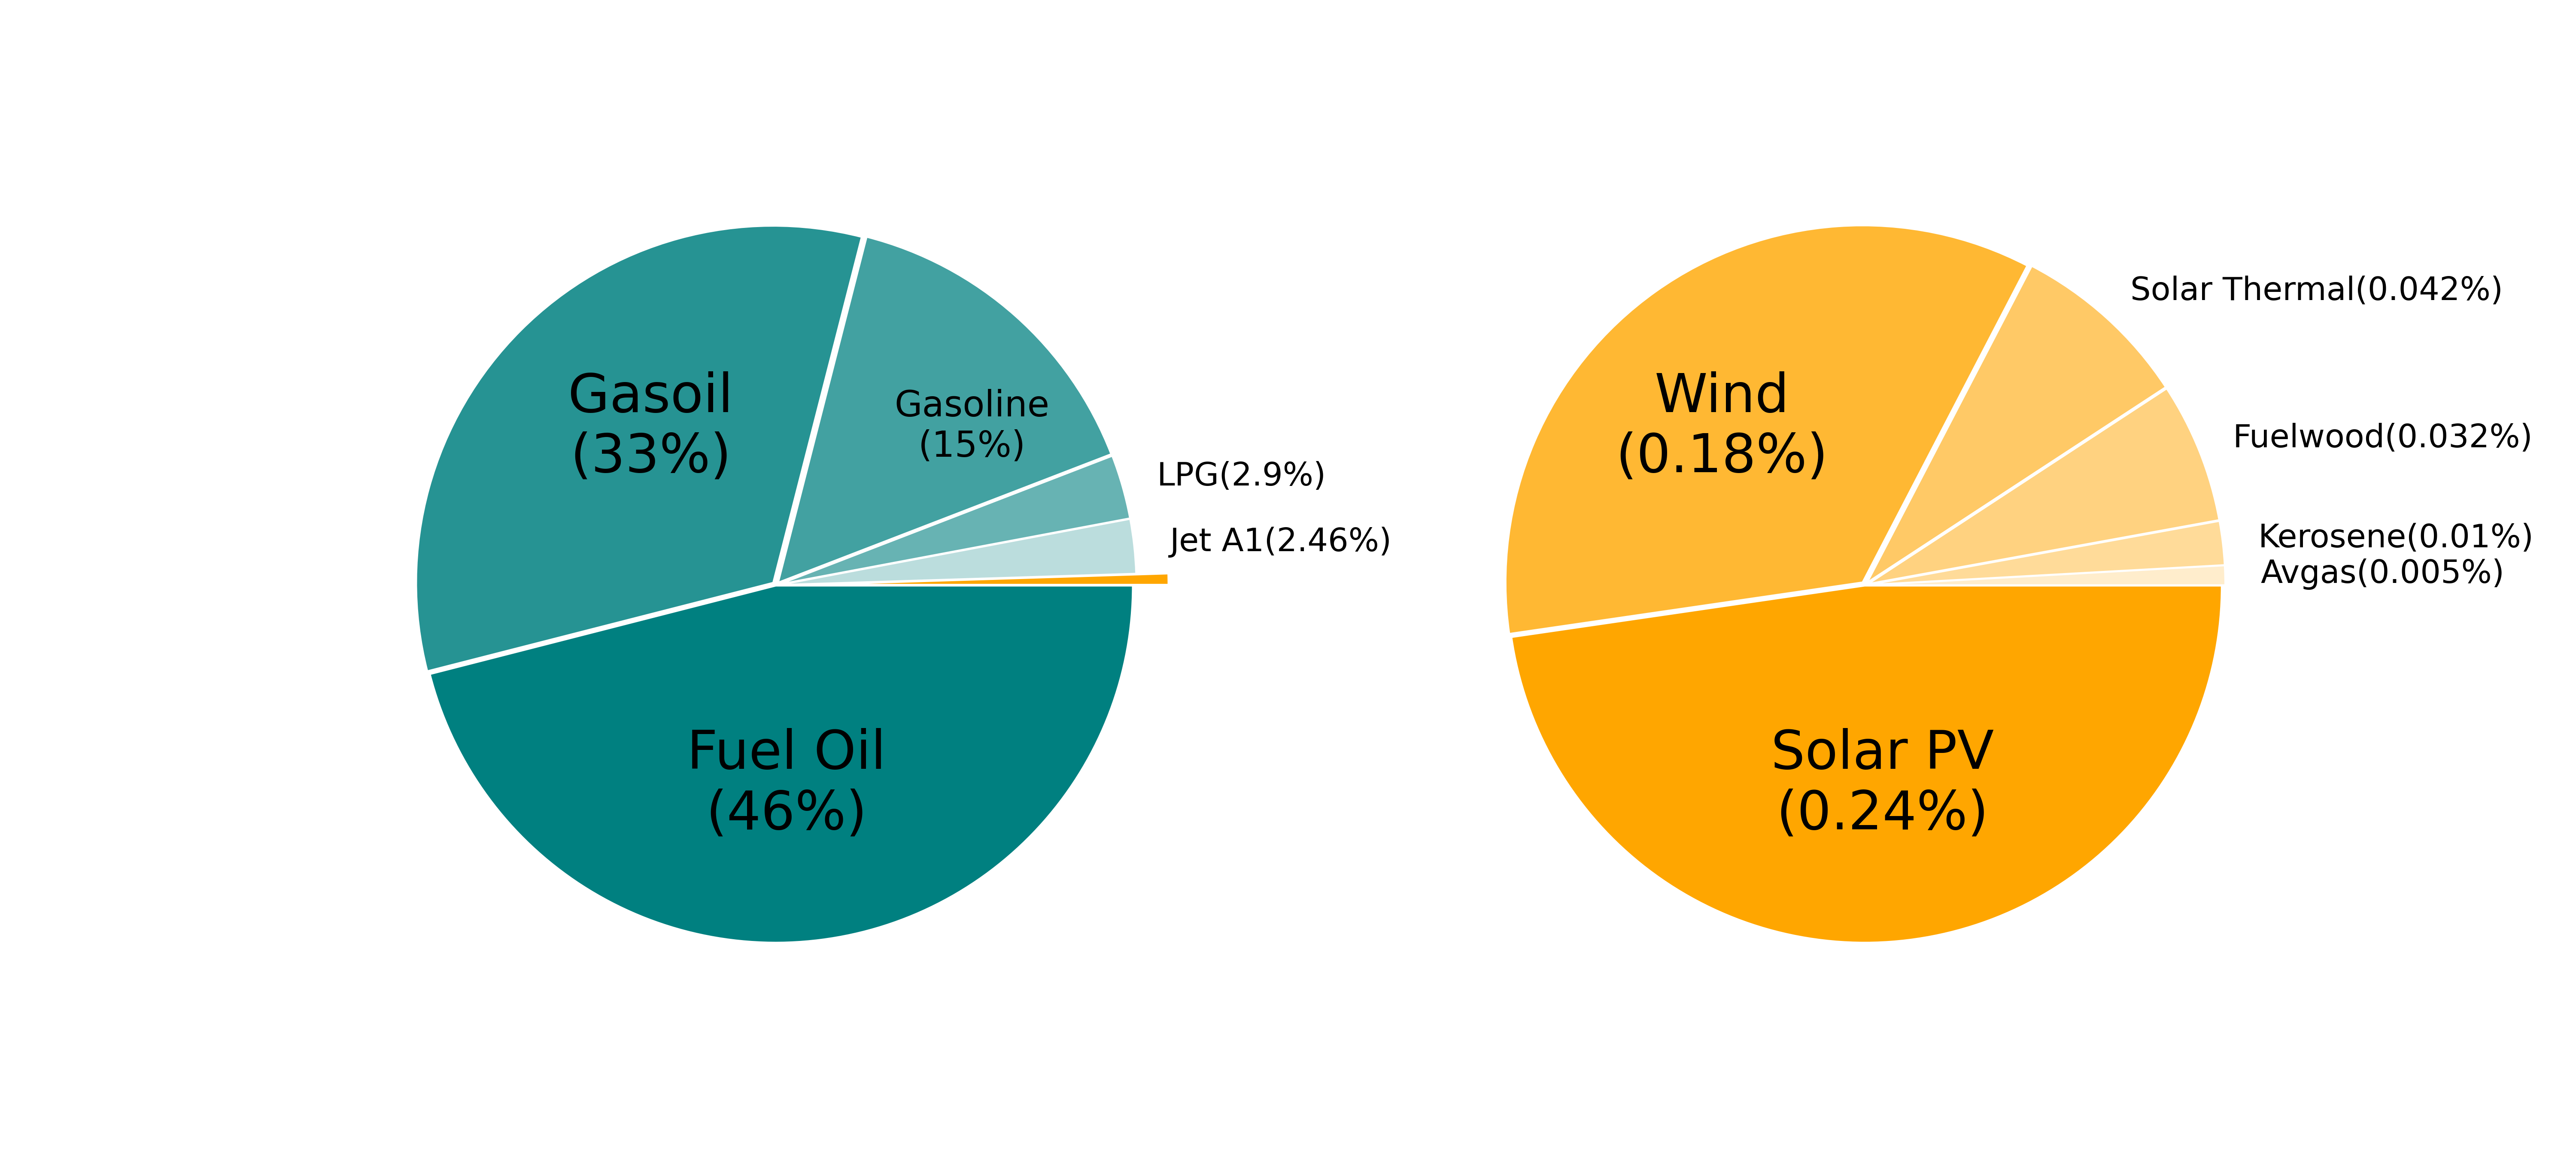 Gasoil
(33%)
Gasoline
(15%)
LPG(2.9%)
Jet A1(2.46%)
Fuel Oil
(46%)
Solar Thermal(0.042%)
Wind
(0.18%)
Fuelwood(0.032%)
Kerosene(0.01%)
Avgas(0.005%)
Solar PV
(0.24%)